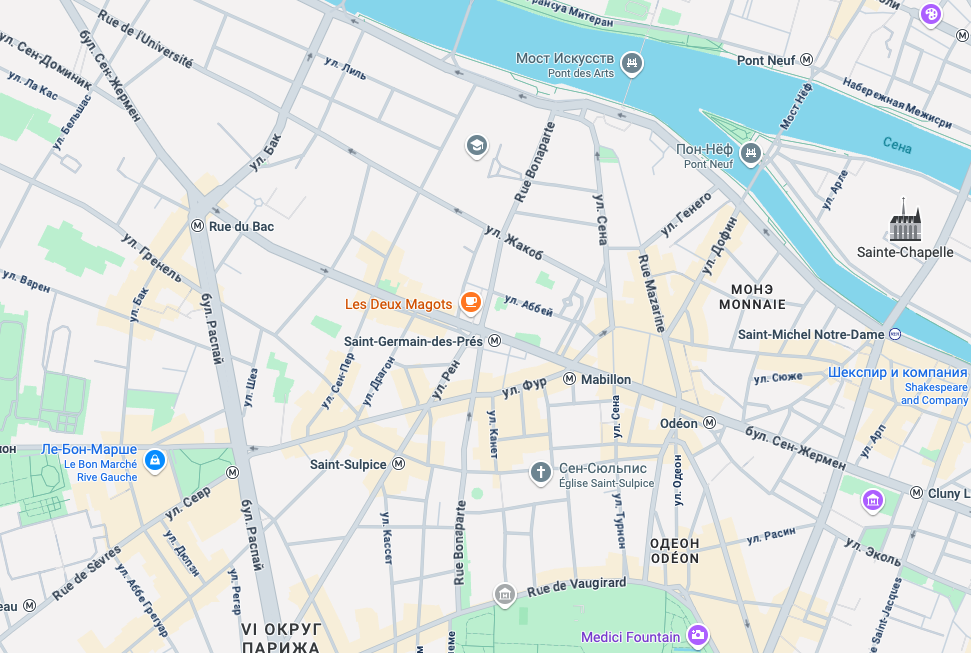 Франсуа Миттеран
Rue de l'Université
бул. Сен-Жермен
ул. Сен-Доминик
ул. Ла Кас
ул. Бельшас
ул. Лиль
ул. Бак
Мост Искусств
Pont des Arts
Pont Neuf
Набережная Межисри
Мост Нёф
Сена
Пон-Нёф
Pont Neuf
Rue Bonaparte
ул. Арле
ул. Генего
ул. Дофин
ул. Сена
Sainte-Chapelle
Rue du Bac
ул. Жакоб
ул. Гренель
ул. Варен
ул. Бак
бул. Распай
Rue Mazarine
МОНЭ
MONNAIE
Les Deux Magots
ул. Аббей
Saint-Germain-des-Prés
Saint-Michel Notre-Dame
Шекспир и компания
Shakespeare
and Company
ул. Сен-Пер
ул. Драгон
ул. Рен
ул. Шез
ул. Фур
Mabillon
ул. Сюже
ул. Сена
ул. Канет
Odéon
бул. Сен-Жермен
ул. Арп
Ле-Бон-Марше
Le Bon Marché
Rive Gauche
Saint-Sulpice
Сен-Сюльпис
Église Saint-Sulpice
ул. Одеон
Cluny L
ул. Севр
бул. Распай
ул. Кассет
Rue Bonaparte
ул. Турнон
ул. Расин
ОДЕОН
ODÉON
ул. Эколь
Rue de Sèvres
ул. Дюпэн
ул. Аббе Грегуар
ул. Регар
Rue de Vaugirard
e Saint-Jacques
eau
VI ОКРУГ
ПАРИЖА
Medici Fountain